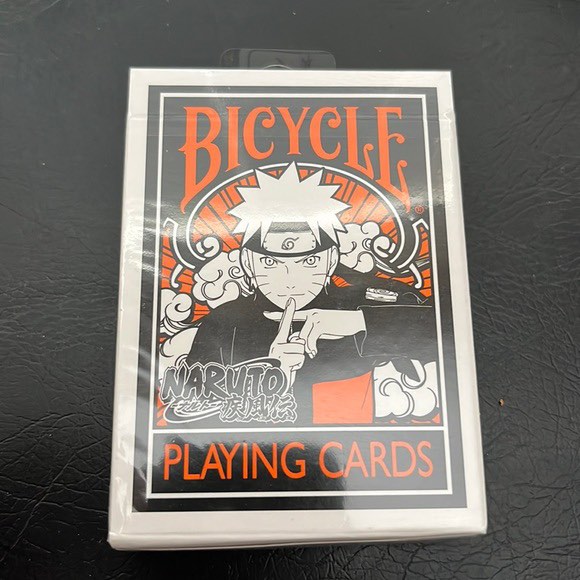 BICYCLE
®
NARUTO
疾風伝
PLAYING CARDS